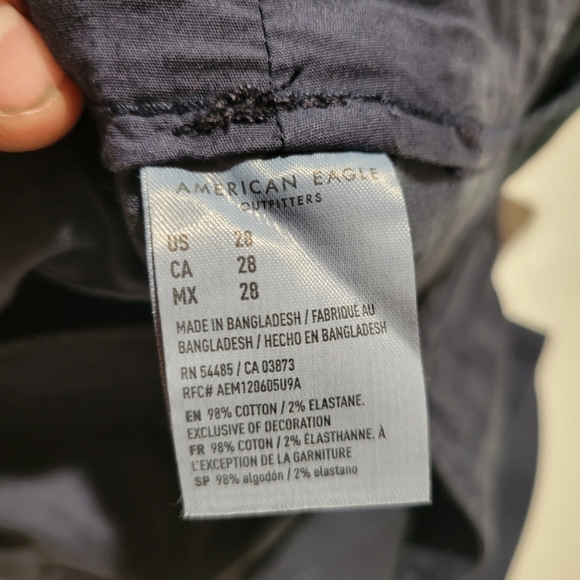 AMERICAN EAGLE
OUTFITTERS
US 28
CA 28
MX 28
MADE IN BANGLADESH / FABRIQUÉ AU
BANGLADESH / HECHO EN BANGLADESH
RN 54485 / CA 03873
RFC# AEM120605U9A
EN 98% COTTON / 2% ELASTANE.
EXCLUSIVE OF DECORATION
FR 98% COTON / 2% ÉLASTHANNE. À
L'EXCEPTION DE LA GARNITURE
SP 98% algodón / 2% elastano